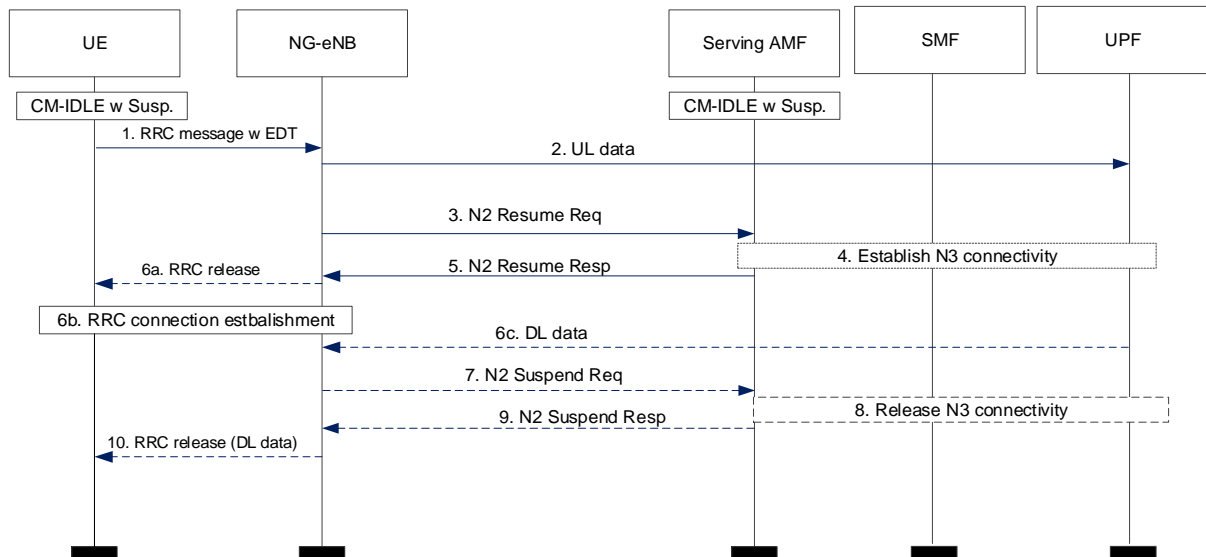 UE
NG-eNB
Serving AMF
SMF
UPF
CM-IDLE w Susp.
CM-IDLE w Susp.
1. RRC message w EDT
2. UL data
3. N2 Resume Req
4. Establish N3 connectivity
5. N2 Resume Resp
6a. RRC release
6b. RRC connection estbalishment
6c. DL data
7. N2 Suspend Req
8. Release N3 connectivity
9. N2 Suspend Resp
10. RRC release (DL data)